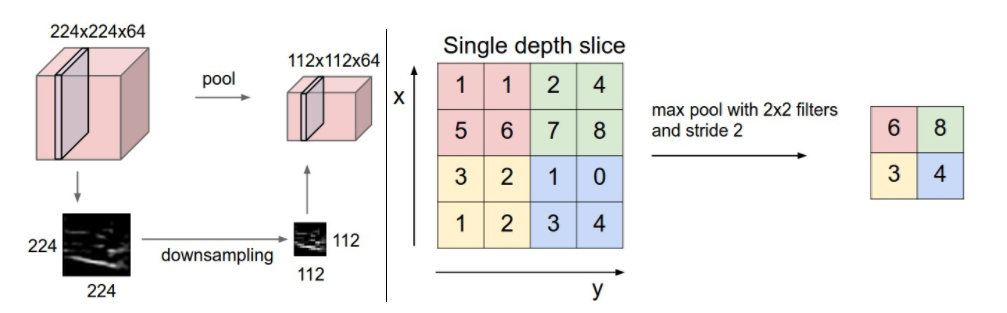 224x224x64
pool
112x112x64
224
224
downsampling
112
112
Single depth slice
x
1 1 2 4
5 6 7 8
3 2 1 0
1 2 3 4
y
max pool with 2x2 filters
and stride 2
6 8
3 4